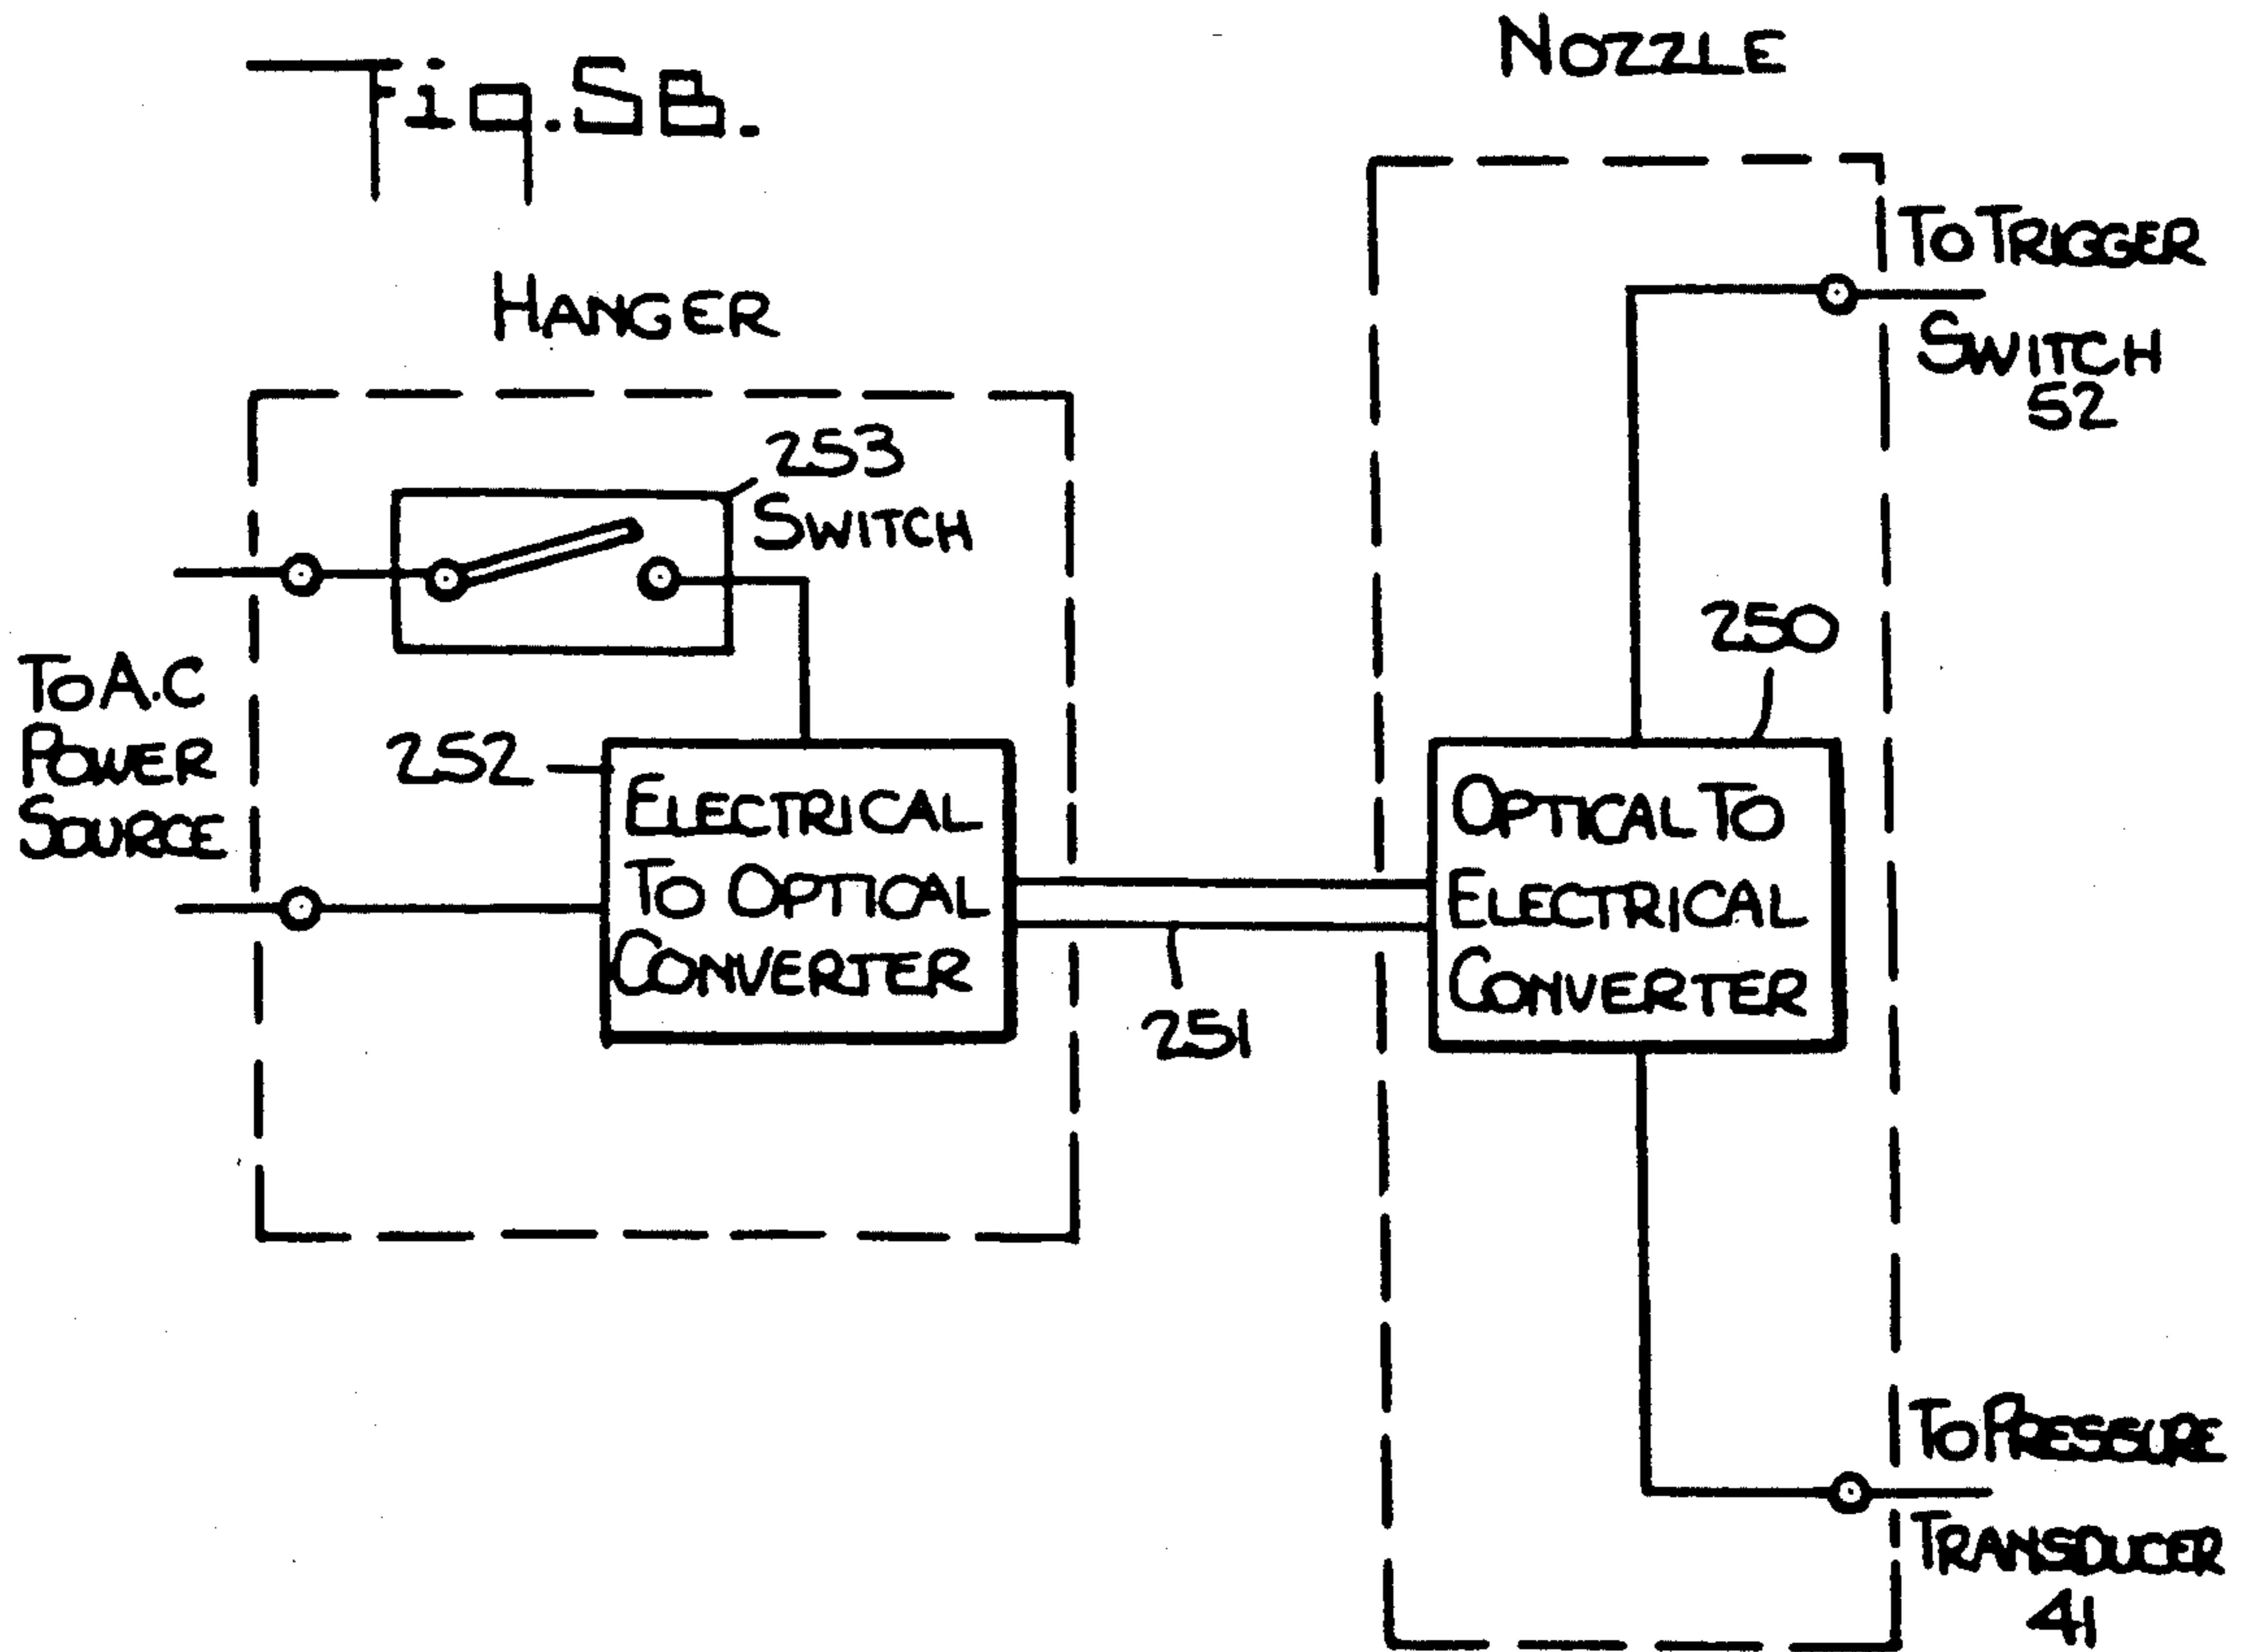 Fig. 5B.
NOZZLE
HANGER
TO TRIGGER
SWITCH
52
253
SWITCH
TO A.C
POWER
SOURCE
252
ELECTRICAL
TO OPTICAL
CONVERTER
251
250
OPTICAL TO
ELECTRICAL
CONVERTER
TO PRESSURE
TRANSDUCER
41